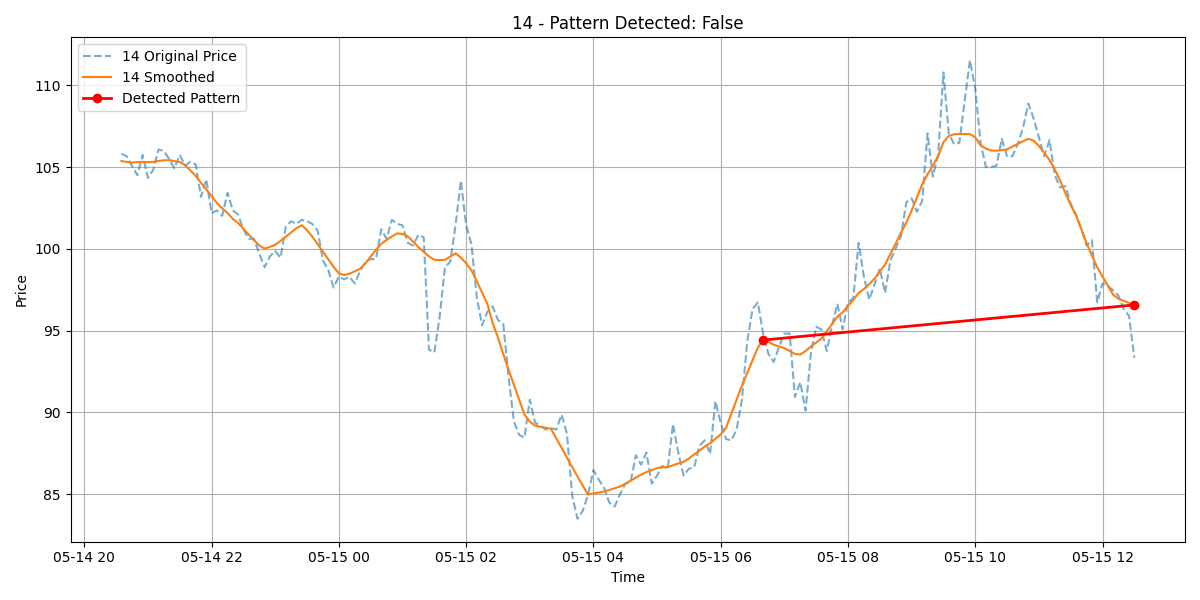 14 - Pattern Detected: False
14 Original Price
14 Smoothed
Detected Pattern
Price
110
105
100
95
90
85
05-14 20
05-14 22
05-15 00
05-15 02
05-15 04
05-15 06
05-15 08
05-15 10
05-15 12
Time